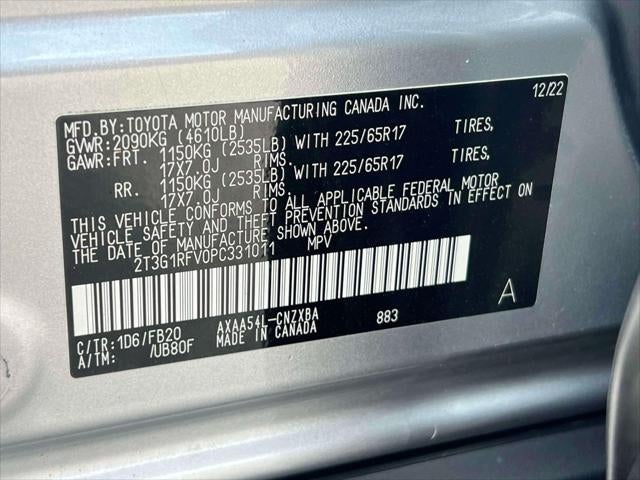 MFD.BY:TOYOTA MOTOR MANUFACTURING CANADA INC. 12/22
GVWR:2090KG (4610LB)
GAWR:FRT. 1150KG (2535LB) WITH 225/65R17 TIRES,
17X7.0J RIMS.
RR. 1150KG (2535LB) WITH 225/65R17 TIRES,
17X7.0J RIMS.
THIS VEHICLE CONFORMS TO ALL APPLICABLE FEDERAL MOTOR
VEHICLE SAFETY AND THEFT PREVENTION STANDARDS IN EFFECT ON
THE DATE OF MANUFACTURE SHOWN ABOVE.
2T3G1RFV0PC331011 MPV
C/TR:1D6/FB20 AXAA54L-CNZXBA 883 A
A/TM: /UB80F MADE IN CANADA